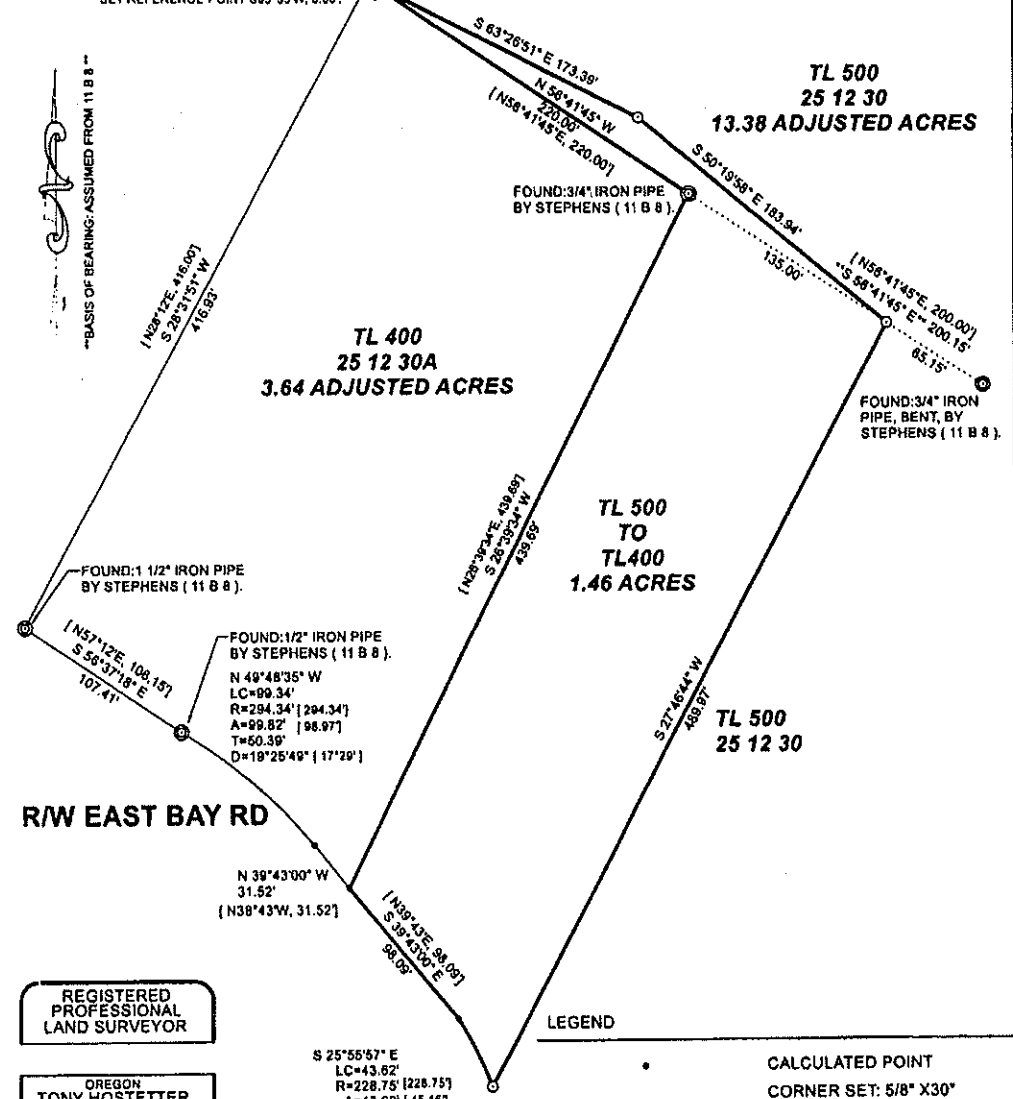 **BASIS OF BEARING: ASSUMED FROM 11 B 8 **
S 63°26'51" E 173.39'
N 56°41'45" W
220.00'
[ N56°41'45"E, 220.00']
TL 500
25 12 30
13.38 ADJUSTED ACRES
S 50°19'58" E 183.94'
FOUND:3/4" IRON PIPE
BY STEPHENS ( 11 B 8 ).
135.00'
[ N56°41'45"E, 200.00']
**S 56°41'45" E** 200.15'
65.15'
FOUND:3/4" IRON
PIPE, BENT, BY
STEPHENS ( 11 B 8 ).
[ N28°12'E, 416.00']
S 28°31'51" W
416.93'
TL 400
25 12 30A
3.64 ADJUSTED ACRES
[ N26°39'34"E, 439.69']
S 26°39'34" W
439.69'
TL 500
TO
TL400
1.46 ACRES
FOUND:1 1/2" IRON PIPE
BY STEPHENS ( 11 B 8 ).
[ N57°12'E, 106.15']
S 56°37'18" E
107.41'
FOUND:1/2" IRON PIPE
BY STEPHENS ( 11 B 8 ).
N 49°46'35" W
LC=99.34'
R=294.34' [ 294.34']
A=99.82' [ 98.97']
T=50.39'
D=19°25'49" [ 17°29' ]
S 27°46'44" W
489.97'
TL 500
25 12 30
R/W EAST BAY RD
N 39°43'00" W
31.52'
[ N38°43'W, 31.52']
[ N39°43'E, 98.09']
S 39°43'00" E
98.09'
REGISTERED
PROFESSIONAL
LAND SURVEYOR
OREGON
TONY HOSTETTER
S 25°55'57" E
LC=43.62'
R=228.75' [228.75']
LEGEND
CALCULATED POINT
CORNER SET: 5/8" X30"